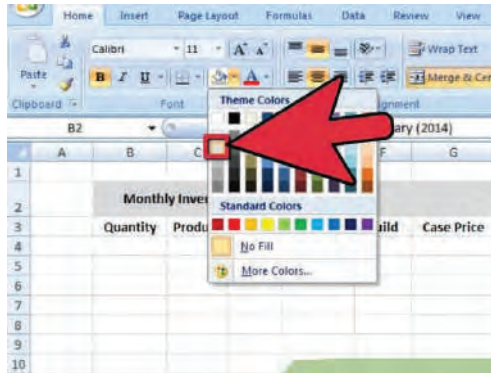 Home Insert Page Layout Formulas Data Review View
Calibri 11 A A Wrap Text
Paste B I U A Merge & Cen
Clipboard Font Alignment
B2 ary (2014)
Theme Colors
A B C F G
1
2 Monthly Inven
Standard Colors
3 Quantity Produ uild Case Price
4 No Fill
5 More Colors...
6
7
8
9
10